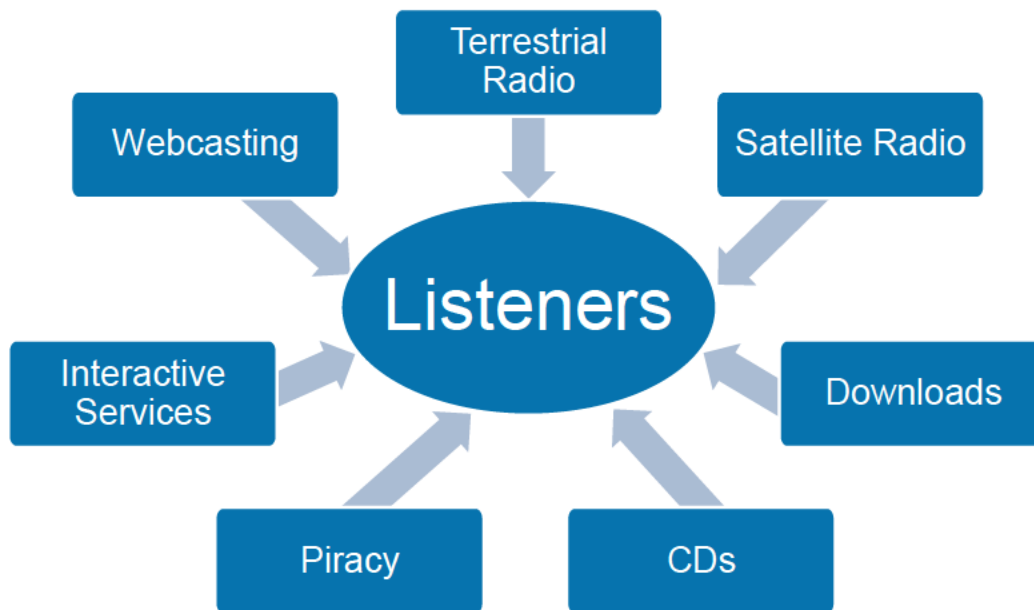 Terrestrial
Radio
Webcasting
Satellite Radio
Listeners
Interactive
Services
Downloads
Piracy
CDs